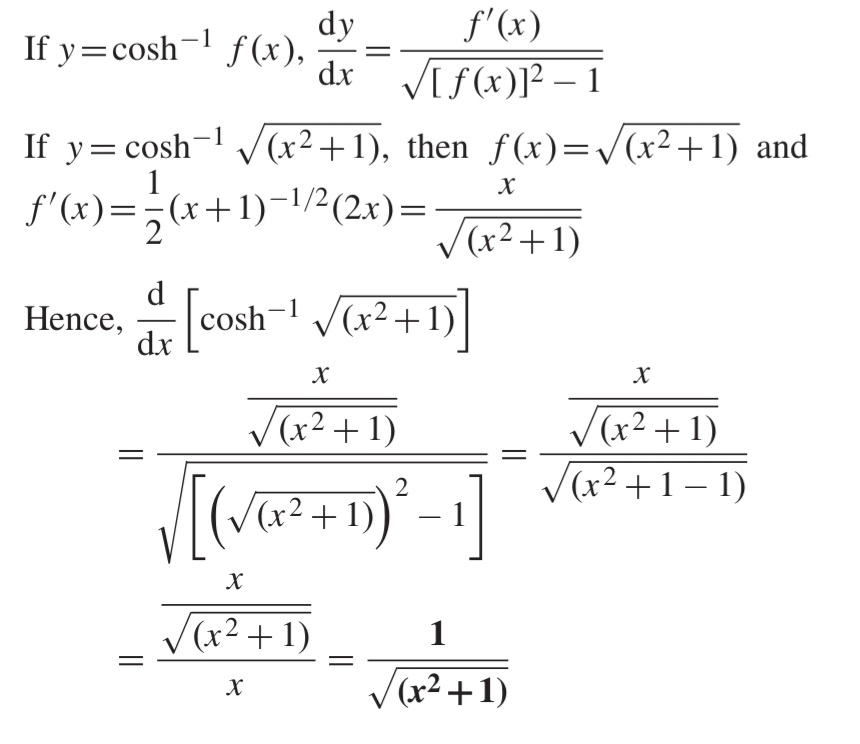 If y=cosh⁻¹ f(x), dy/dx = f′(x)/√([f(x)]² − 1)
If y= cosh⁻¹ √(x²+1), then f(x)=√(x²+1) and
f′(x)= 1/2 (x+1)^(−1/2) (2x)= x/√(x²+1)
Hence, d/dx [cosh⁻¹ √(x²+1)]
= (x/√(x²+1))/√[(√(x²+1))² − 1] = (x/√(x²+1))/√(x²+1−1)
= (x/√(x²+1))/x = 1/√(x²+1)